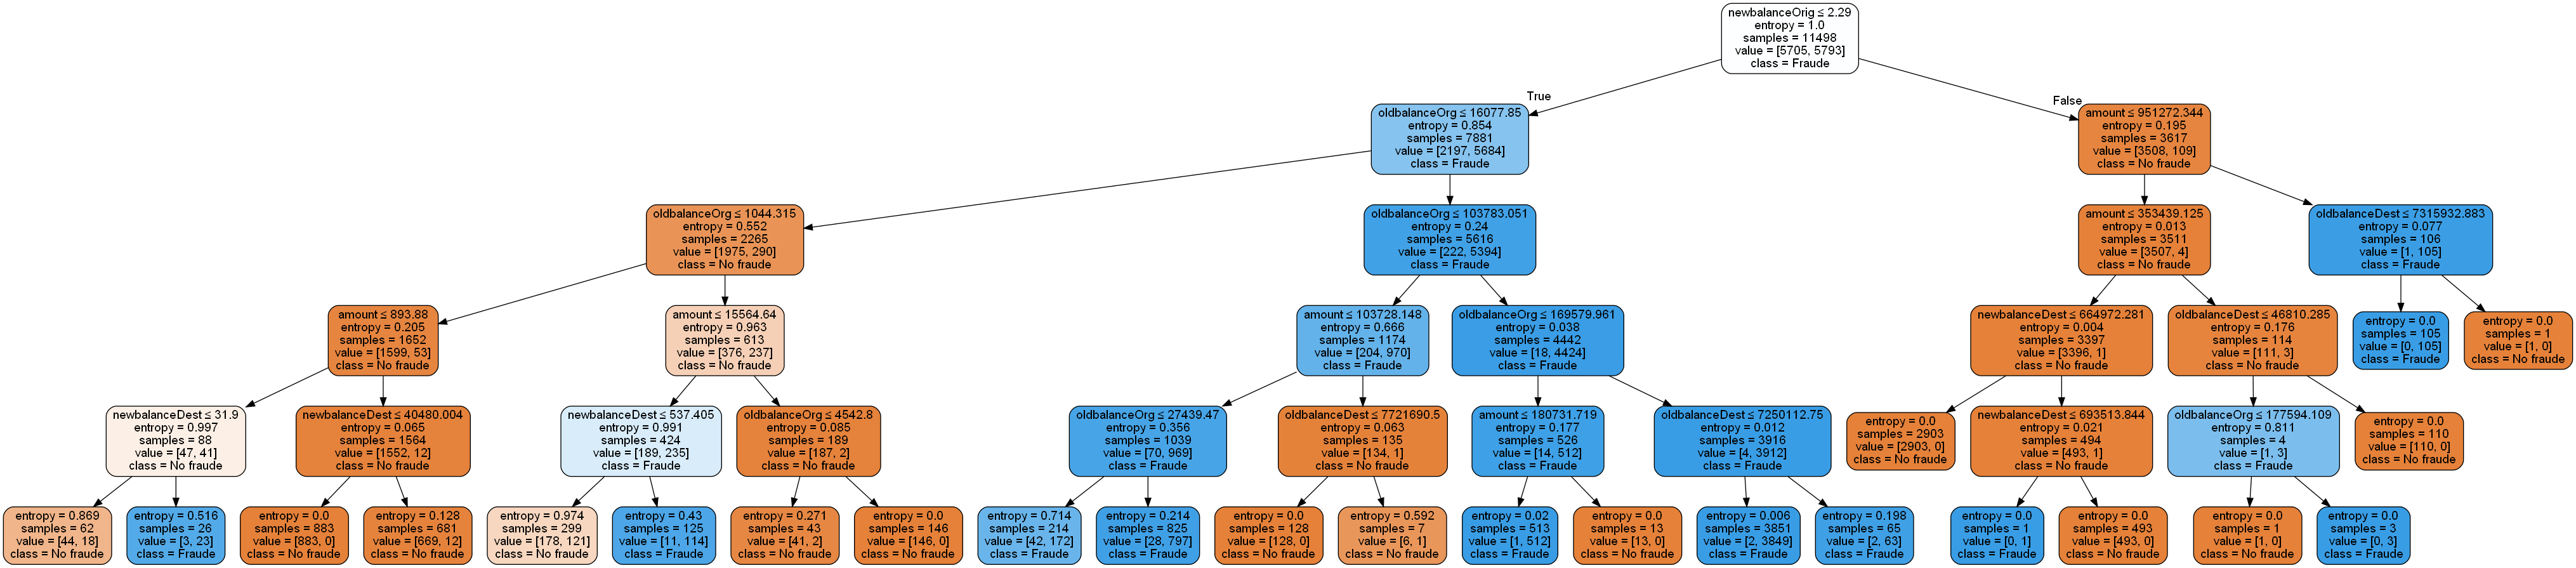 newbalanceOrig ≤ 2.29
entropy = 1.0
samples = 11498
value = [5705, 5793]
class = Fraude
True
False
oldbalanceOrg ≤ 16077.85
entropy = 0.854
samples = 7881
value = [2197, 5684]
class = Fraude
amount ≤ 951272.344
entropy = 0.195
samples = 3617
value = [3508, 109]
class = No fraude
oldbalanceOrg ≤ 1044.315
entropy = 0.552
samples = 2265
value = [1975, 290]
class = No fraude
oldbalanceOrg ≤ 103783.051
entropy = 0.24
samples = 5616
value = [222, 5394]
class = Fraude
amount ≤ 353439.125
entropy = 0.013
samples = 3511
value = [3507, 4]
class = No fraude
oldbalanceDest ≤ 7315932.883
entropy = 0.077
samples = 106
value = [1, 105]
class = Fraude
amount ≤ 893.88
entropy = 0.205
samples = 1652
value = [1599, 53]
class = No fraude
amount ≤ 15564.64
entropy = 0.963
samples = 613
value = [376, 237]
class = No fraude
amount ≤ 103728.148
entropy = 0.666
samples = 1174
value = [204, 970]
class = Fraude
oldbalanceOrg ≤ 169579.961
entropy = 0.038
samples = 4442
value = [18, 4424]
class = Fraude
newbalanceDest ≤ 664972.281
entropy = 0.004
samples = 3397
value = [3396, 1]
class = No fraude
oldbalanceDest ≤ 46810.285
entropy = 0.176
samples = 114
value = [111, 3]
class = No fraude
entropy = 0.0
samples = 105
value = [0, 105]
class = Fraude
entropy = 0.0
samples = 1
value = [1, 0]
class = No fraude
newbalanceDest ≤ 31.9
entropy = 0.997
samples = 88
value = [47, 41]
class = No fraude
newbalanceDest ≤ 40480.004
entropy = 0.065
samples = 1564
value = [1552, 12]
class = No fraude
newbalanceDest ≤ 537.405
entropy = 0.991
samples = 424
value = [189, 235]
class = Fraude
oldbalanceOrg ≤ 4542.8
entropy = 0.085
samples = 189
value = [187, 2]
class = No fraude
oldbalanceOrg ≤ 27439.47
entropy = 0.356
samples = 1039
value = [70, 969]
class = Fraude
oldbalanceDest ≤ 7721690.5
entropy = 0.063
samples = 135
value = [134, 1]
class = No fraude
amount ≤ 180731.719
entropy = 0.177
samples = 526
value = [14, 512]
class = Fraude
oldbalanceDest ≤ 7250112.75
entropy = 0.012
samples = 3916
value = [4, 3912]
class = Fraude
entropy = 0.0
samples = 2903
value = [2903, 0]
class = No fraude
newbalanceDest ≤ 693513.844
entropy = 0.021
samples = 494
value = [493, 1]
class = No fraude
oldbalanceOrg ≤ 177594.109
entropy = 0.811
samples = 4
value = [1, 3]
class = Fraude
entropy = 0.0
samples = 110
value = [110, 0]
class = No fraude
entropy = 0.869
samples = 62
value = [44, 18]
class = No fraude
entropy = 0.516
samples = 26
value = [3, 23]
class = Fraude
entropy = 0.0
samples = 883
value = [883, 0]
class = No fraude
entropy = 0.128
samples = 681
value = [669, 12]
class = No fraude
entropy = 0.974
samples = 299
value = [178, 121]
class = No fraude
entropy = 0.43
samples = 125
value = [11, 114]
class = Fraude
entropy = 0.271
samples = 43
value = [41, 2]
class = No fraude
entropy = 0.0
samples = 146
value = [146, 0]
class = No fraude
entropy = 0.714
samples = 214
value = [42, 172]
class = Fraude
entropy = 0.214
samples = 825
value = [28, 797]
class = Fraude
entropy = 0.0
samples = 128
value = [128, 0]
class = No fraude
entropy = 0.592
samples = 7
value = [6, 1]
class = No fraude
entropy = 0.02
samples = 513
value = [1, 512]
class = Fraude
entropy = 0.0
samples = 13
value = [13, 0]
class = No fraude
entropy = 0.006
samples = 3851
value = [2, 3849]
class = Fraude
entropy = 0.198
samples = 65
value = [2, 63]
class = Fraude
entropy = 0.0
samples = 1
value = [0, 1]
class = Fraude
entropy = 0.0
samples = 493
value = [493, 0]
class = No fraude
entropy = 0.0
samples = 1
value = [1, 0]
class = No fraude
entropy = 0.0
samples = 3
value = [0, 3]
class = Fraude